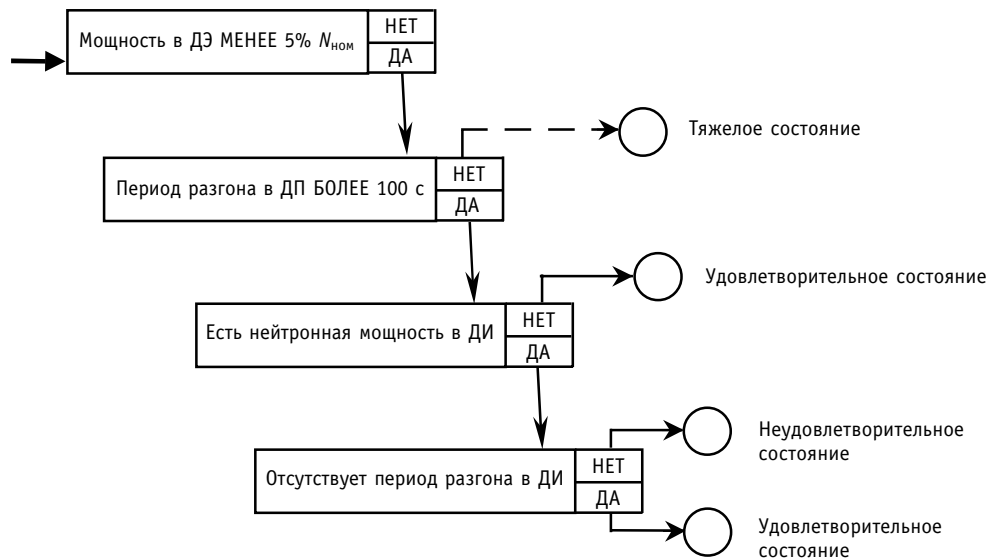 НЕТ
Мощность в ДЭ МЕНЕЕ 5% Nном
ДА
Тяжелое состояние
НЕТ
Период разгона в ДП БОЛЕЕ 100 с
ДА
Удовлетворительное состояние
НЕТ
Есть нейтронная мощность в ДИ
ДА
Неудовлетворительное
состояние
НЕТ
Отсутствует период разгона в ДИ
ДА
Удовлетворительное
состояние